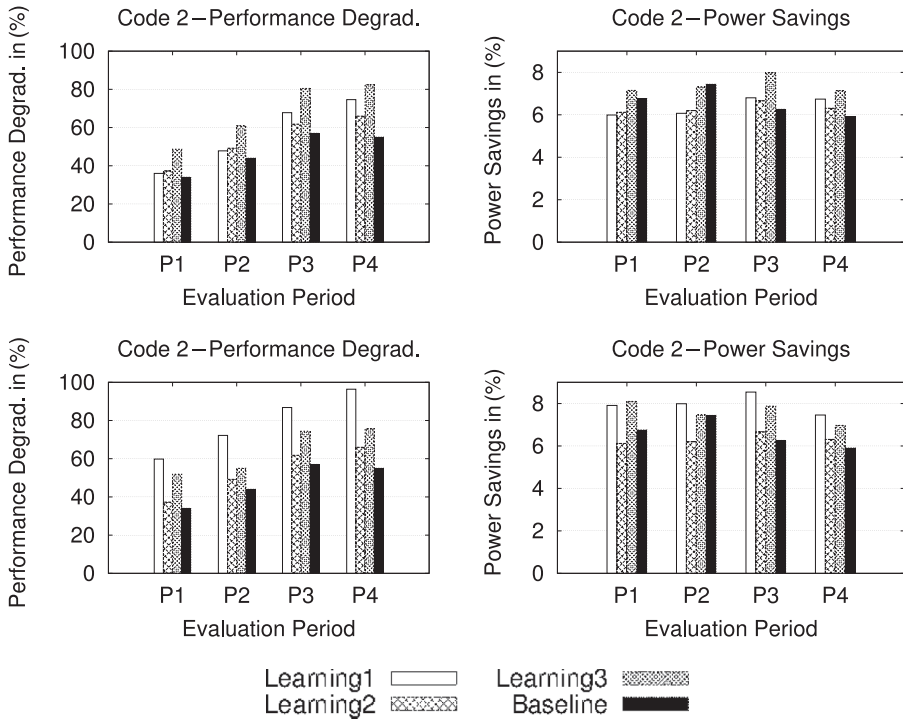 Code 2−Performance Degrad.
Performance Degrad. in (%)
100
80
60
40
20
0
P1 P2 P3 P4
Evaluation Period
Code 2−Power Savings
Power Savings in (%)
8
6
4
2
0
P1 P2 P3 P4
Evaluation Period
Code 2−Performance Degrad.
Performance Degrad. in (%)
100
80
60
40
20
0
P1 P2 P3 P4
Evaluation Period
Code 2−Power Savings
Power Savings in (%)
8
6
4
2
0
P1 P2 P3 P4
Evaluation Period
Learning1
Learning2
Learning3
Baseline